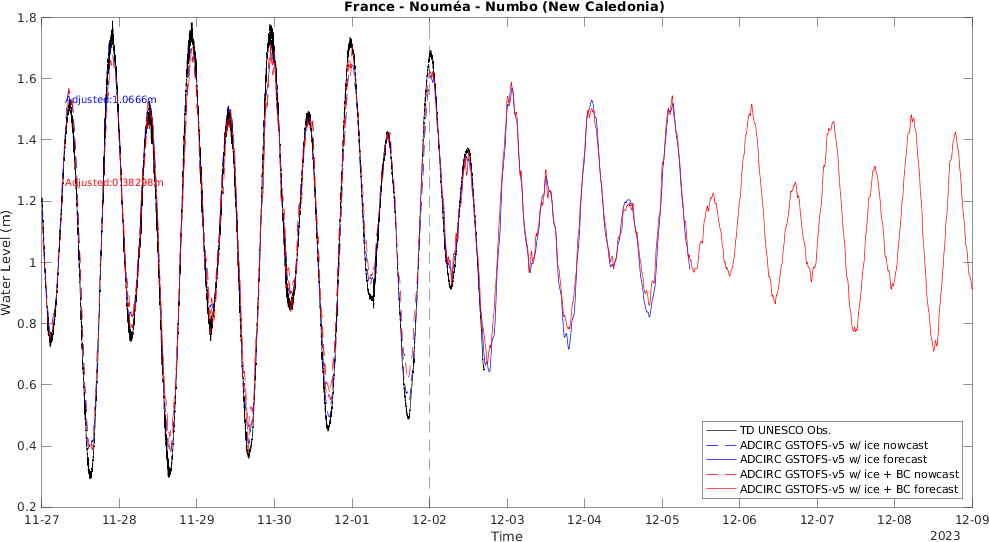 France - Nouméa - Numbo (New Caledonia)
Water Level (m)
1.8
1.6
1.4
1.2
1
0.8
0.6
0.4
0.2
Adjusted:1.0666m
Adjusted:0.38298m
TD UNESCO Obs.
ADCIRC GSTOFS-v5 w/ ice nowcast
ADCIRC GSTOFS-v5 w/ ice forecast
ADCIRC GSTOFS-v5 w/ ice + BC nowcast
ADCIRC GSTOFS-v5 w/ ice + BC forecast
11-27 11-28 11-29 11-30 12-01 12-02 12-03 12-04 12-05 12-06 12-07 12-08 12-09
Time
2023